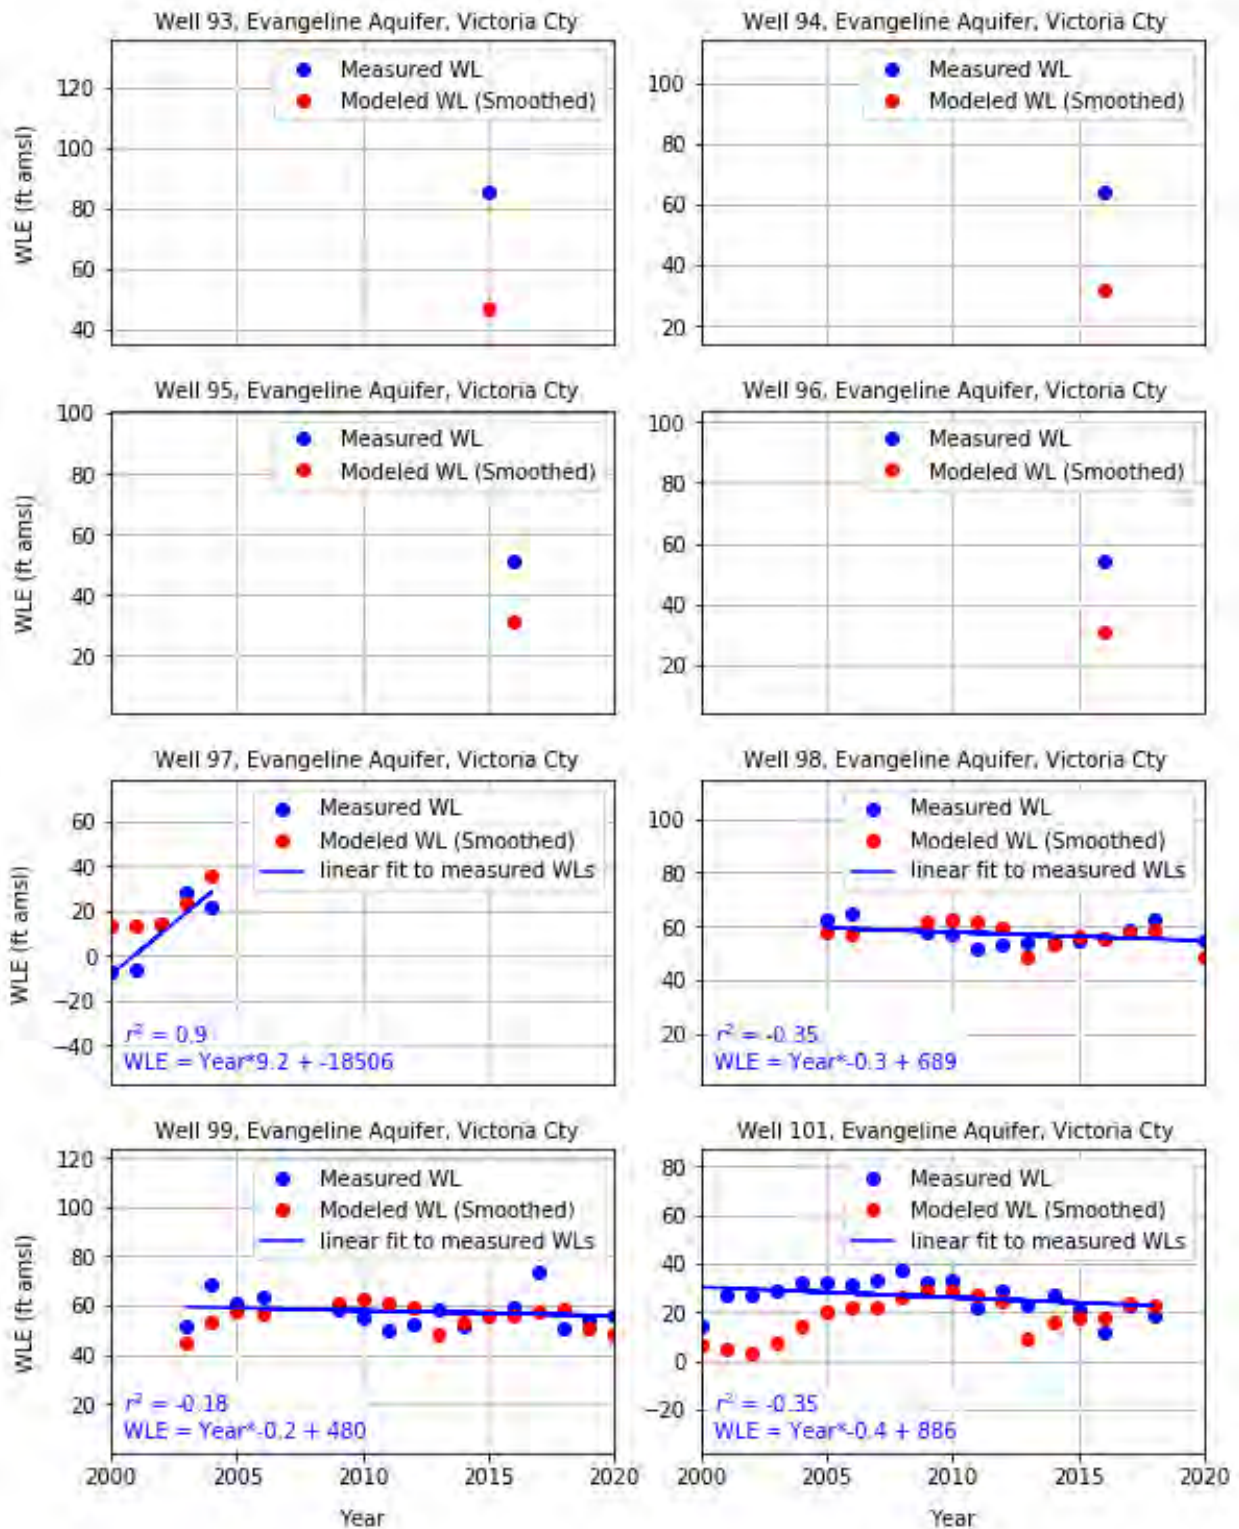 Well 93, Evangeline Aquifer, Victoria Cty
Measured WL
Modeled WL (Smoothed)
120
100
80
60
40
WLE (ft amsl)
Well 94, Evangeline Aquifer, Victoria Cty
Measured WL
Modeled WL (Smoothed)
100
80
60
40
20
Well 95, Evangeline Aquifer, Victoria Cty
Measured WL
Modeled WL (Smoothed)
100
80
60
40
20
WLE (ft amsl)
Well 96, Evangeline Aquifer, Victoria Cty
Measured WL
Modeled WL (Smoothed)
100
80
60
40
20
Well 97, Evangeline Aquifer, Victoria Cty
Measured WL
Modeled WL (Smoothed)
linear fit to measured WLs
60
40
20
0
−20
−40
WLE (ft amsl)
r² = 0.9
WLE = Year*9.2 + -18506
Well 98, Evangeline Aquifer, Victoria Cty
Measured WL
Modeled WL (Smoothed)
linear fit to measured WLs
100
80
60
40
20
r² = -0.35
WLE = Year*-0.3 + 689
Well 99, Evangeline Aquifer, Victoria Cty
Measured WL
Modeled WL (Smoothed)
linear fit to measured WLs
120
100
80
60
40
20
WLE (ft amsl)
r² = -0.18
WLE = Year*-0.2 + 480
2000 2005 2010 2015 2020
Year
Well 101, Evangeline Aquifer, Victoria Cty
Measured WL
Modeled WL (Smoothed)
linear fit to measured WLs
80
60
40
20
0
−20
r² = -0.35
WLE = Year*-0.4 + 886
2000 2005 2010 2015 2020
Year